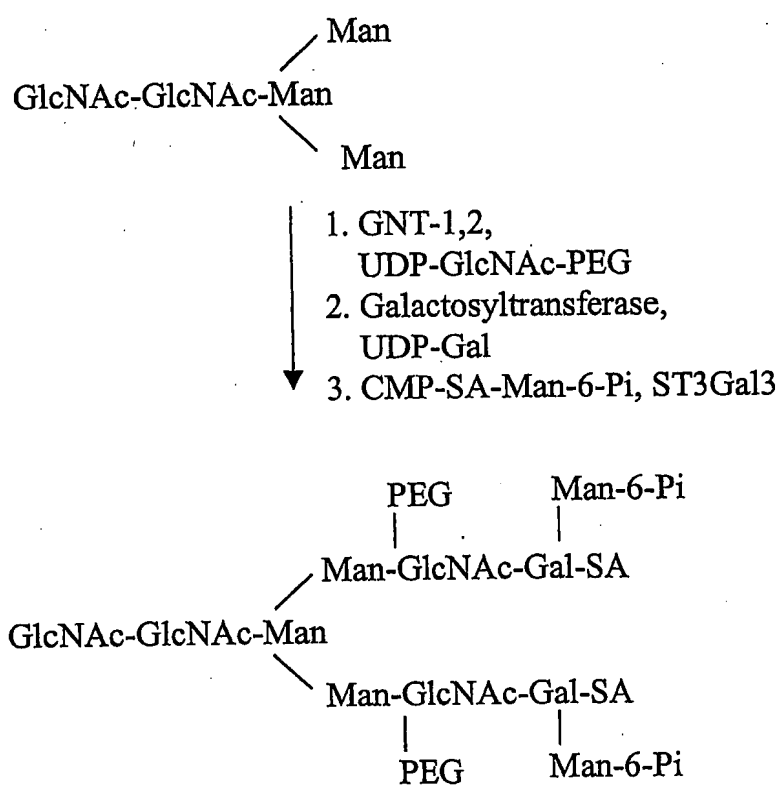 Man
GlcNAc-GlcNAc-Man
Man
1. GNT-1,2,
UDP-GlcNAc-PEG
2. Galactosyltransferase,
UDP-Gal
3. CMP-SA-Man-6-Pi, ST3Gal3
PEG Man-6-Pi
Man-GlcNAc-Gal-SA
GlcNAc-GlcNAc-Man
Man-GlcNAc-Gal-SA
PEG Man-6-Pi